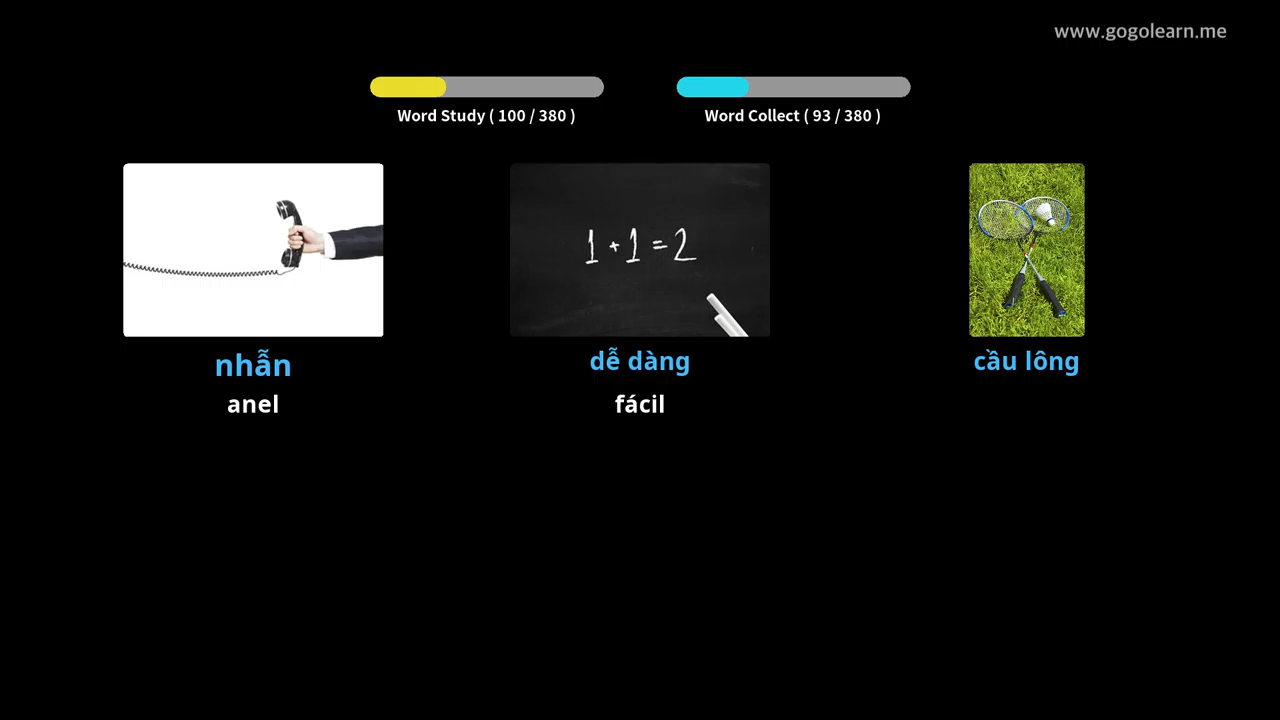 www.gogolearn.me
Word Study ( 100 / 380 )
Word Collect ( 93 / 380 )
1 + 1 = 2
nhẫn
dễ dàng
cầu lông
anel
fácil